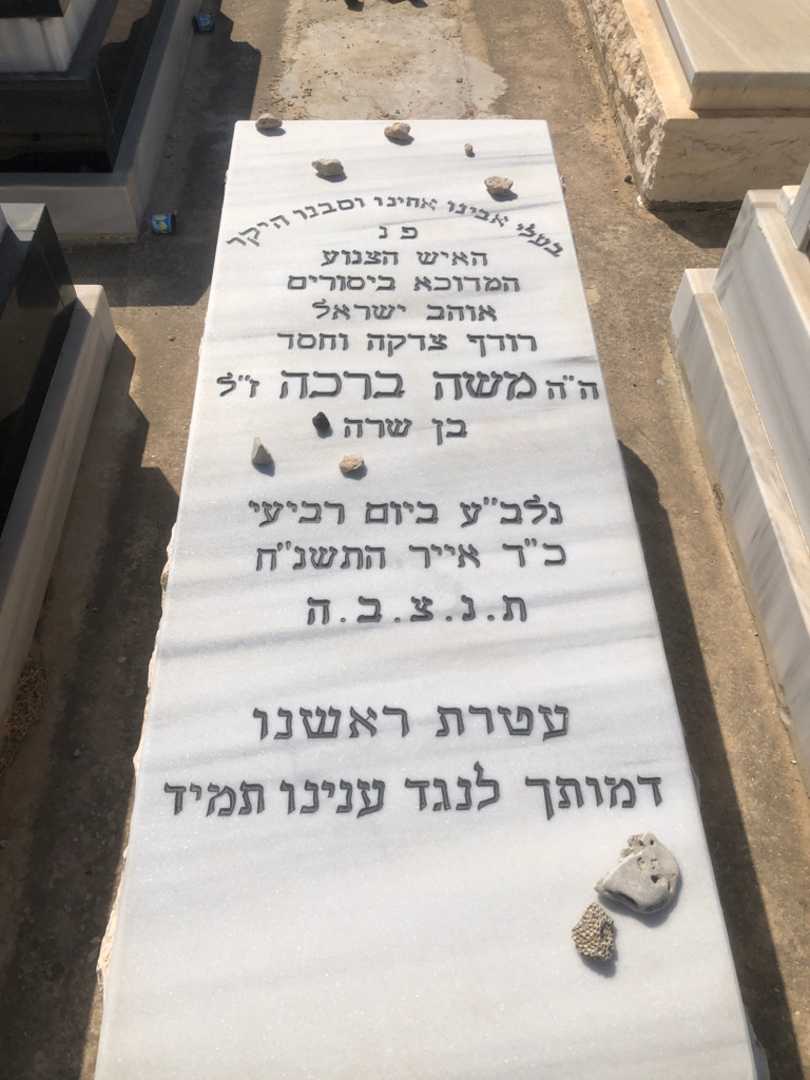 בעלי אבינו אחינו וסבנו היקר
פ נ
האיש הצנוע
המדוכא ביסורים
אוהב ישראל
רודף צדקה וחסד
ה"ה משה ברכה ז"ל
בן שרה
נלב"ע ביום רביעי
כ"ד אייר התשנ"ח
ת.נ.צ.ב.ה
עטרת ראשנו
דמותך לנגד ענינו תמיד